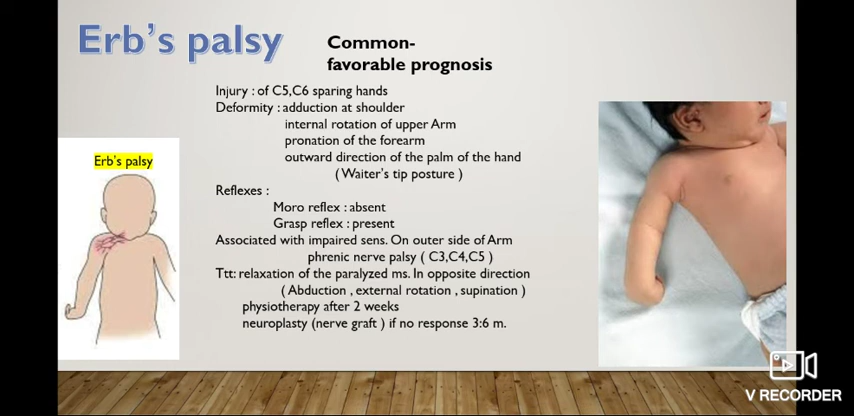 Erb's palsy
Common-
favorable prognosis
Injury : of C5,C6 sparing hands
Deformity : adduction at shoulder
internal rotation of upper Arm
pronation of the forearm
outward direction of the palm of the hand
( Waiter's tip posture )
Reflexes :
Moro reflex : absent
Grasp reflex : present
Associated with impaired sens. On outer side of Arm
phrenic nerve palsy ( C3,C4,C5 )
Ttt: relaxation of the paralyzed ms. In opposite direction
( Abduction , external rotation , supination )
physiotherapy after 2 weeks
neuroplasty (nerve graft ) if no response 3:6 m.
Erb's palsy
V RECORDER